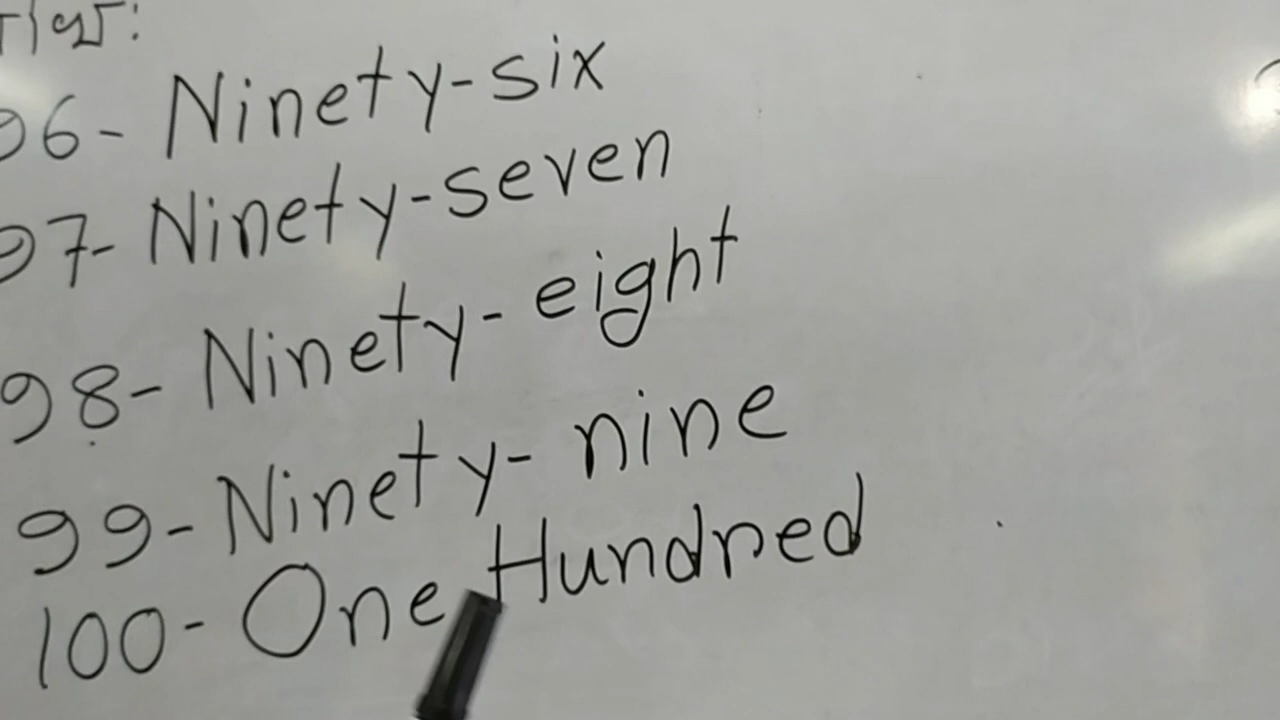 96- Ninety-six
97- Ninety-seven
98- Ninety-eight
99- Ninety-nine
100- One Hundred